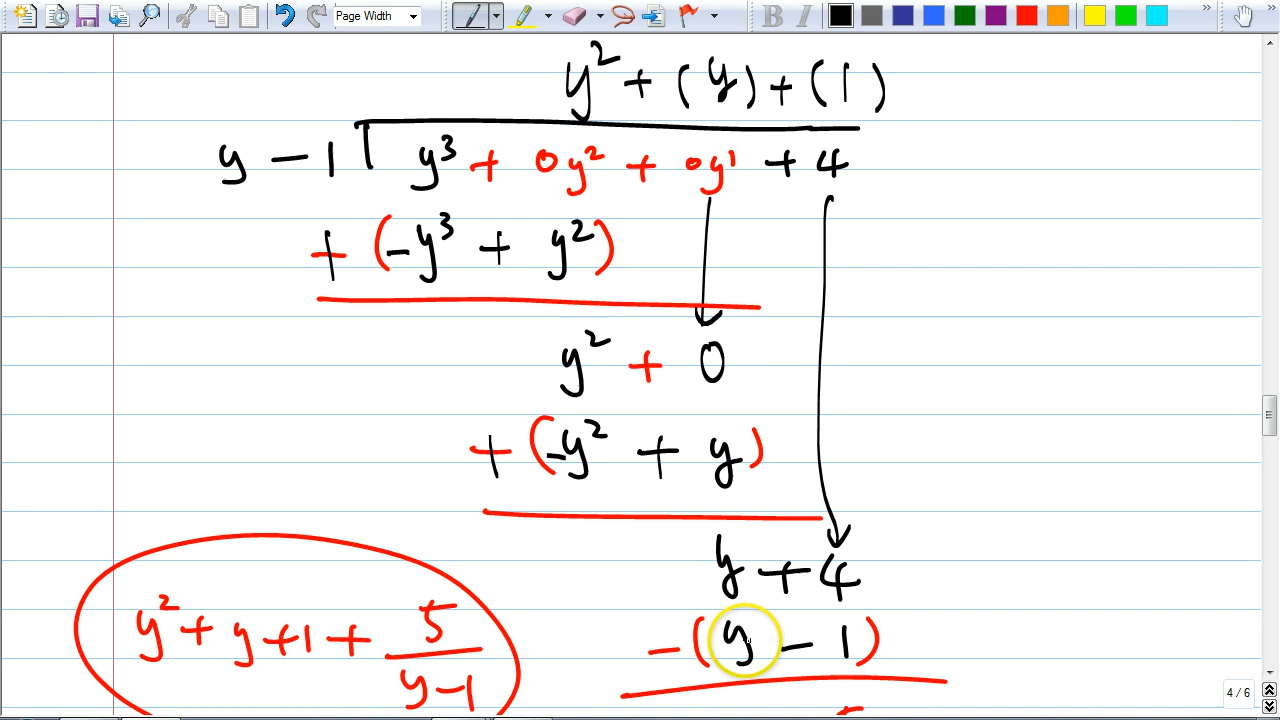 Page Width
B I
y² + (y) + (1)
y - 1 y³ + 0y² + 0y¹ + 4
+ (-y³ + y²)
y² + 0
+ (-y² + y)
y + 4
y² + y + 1 + 5/(y-1)
- (y - 1)
4 / 6